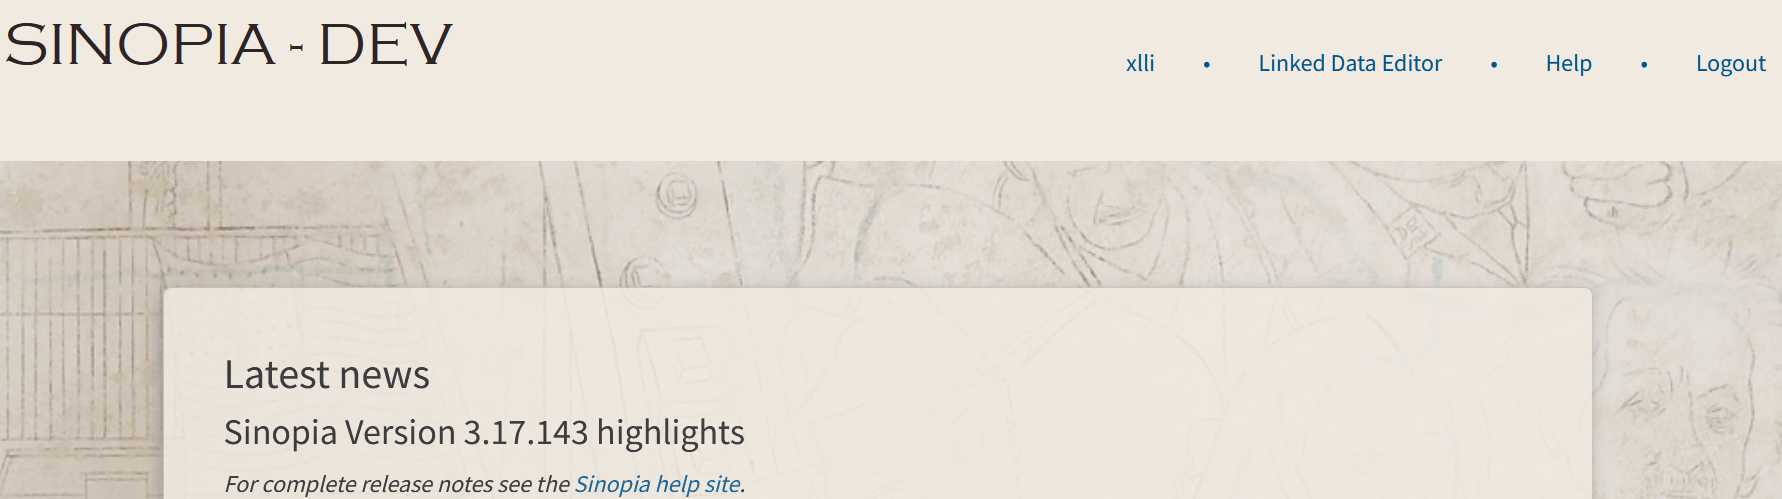 SINOPIA - DEV
xlli • Linked Data Editor • Help • Logout
Latest news
Sinopia Version 3.17.143 highlights
For complete release notes see the Sinopia help site.